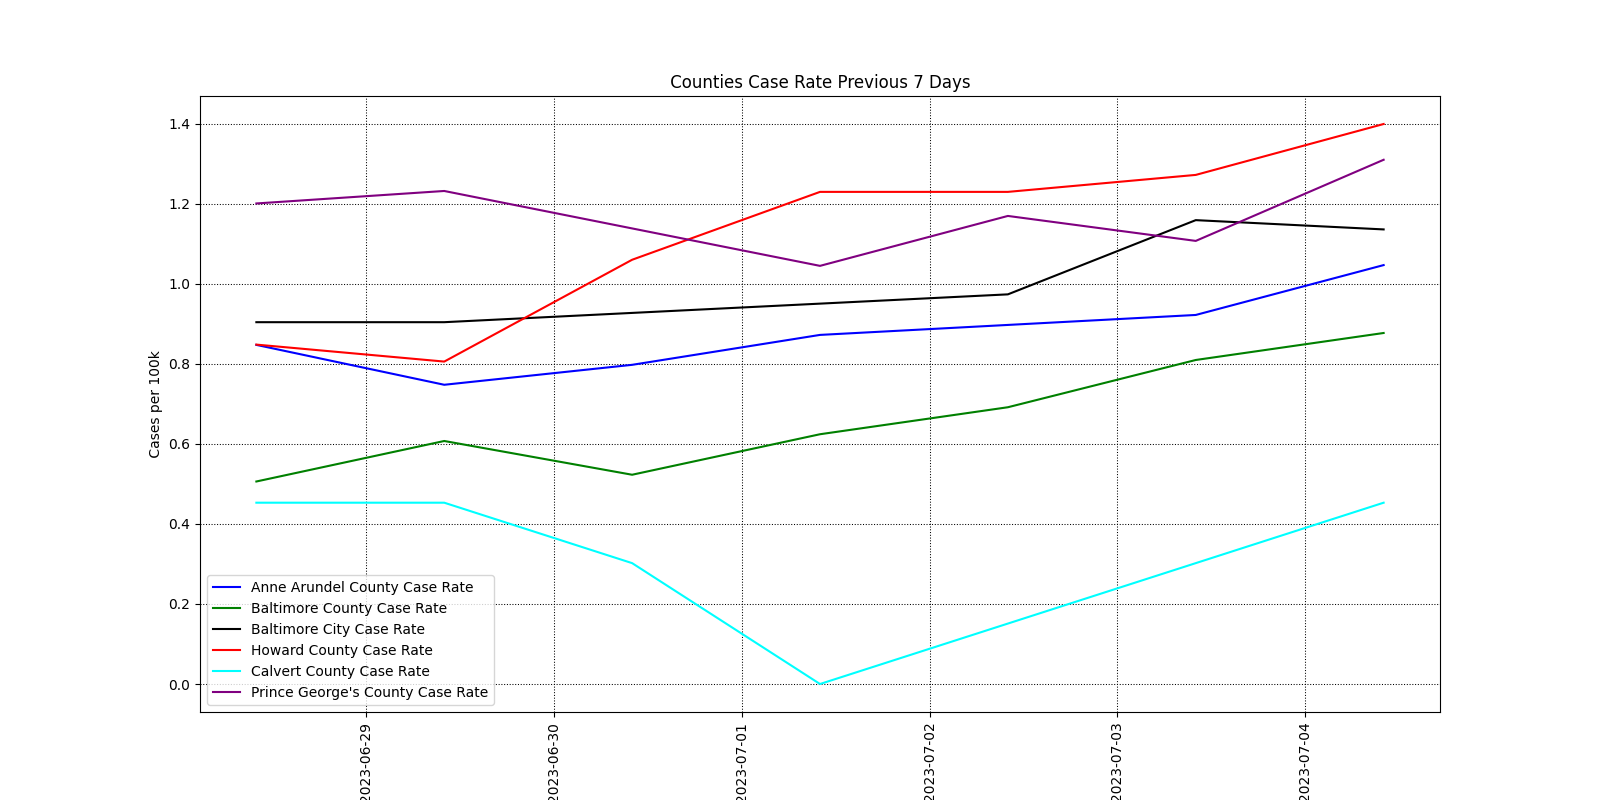 Counties Case Rate Previous 7 Days
Cases per 100k
1.4
1.2
1.0
0.8
0.6
0.4
0.2
0.0
Anne Arundel County Case Rate
Baltimore County Case Rate
Baltimore City Case Rate
Howard County Case Rate
Calvert County Case Rate
Prince George's County Case Rate
2023-06-29
2023-06-30
2023-07-01
2023-07-02
2023-07-03
2023-07-04